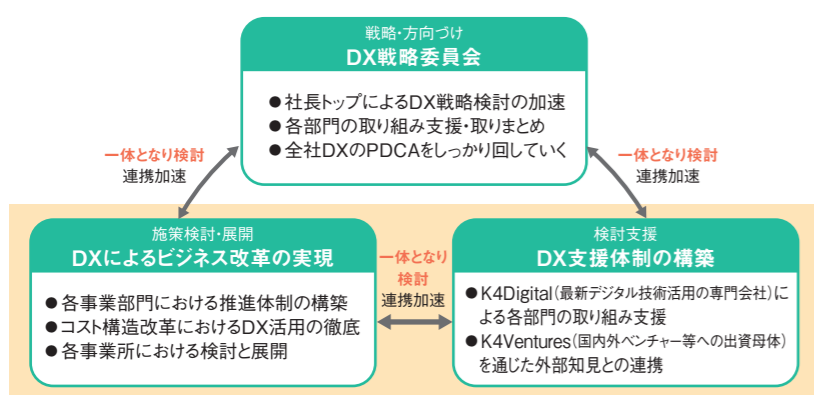 戦略・方向づけ
DX戦略委員会
●社長トップによるDX戦略検討の加速
●各部門の取り組み支援・取りまとめ
●全社DXのPDCAをしっかり回していく
一体となり検討
連携加速
一体となり検討
連携加速
施策検討・展開
DXによるビジネス改革の実現
●各事業部門における推進体制の構築
●コスト構造改革におけるDX活用の徹底
●各事業所における検討と展開
一体となり
検討
連携加速
検討支援
DX支援体制の構築
●K4Digital（最新デジタル技術活用の専門会社）に
よる各部門の取り組み支援
●K4Ventures（国内外ベンチャー等への出資母体）
を通じた外部知見との連携